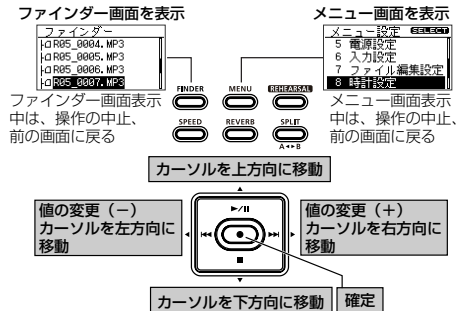 ファインダー画面を表示
メニュー画面を表示
ファインダー
R05_0004.MP3
R05_0005.MP3
R05_0006.MP3
R05_0007.MP3
メニュー設定 SELECT
5 電源設定
6 入力設定
7 ファイル編集設定
8 時計設定
ファインダー画面表示
中は、操作の中止、
前の画面に戻る
メニュー画面表示
中は、操作の中止、
前の画面に戻る
FINDER MENU REHEARSAL
SPEED REVERB SPLIT
A◄►B
カーソルを上方向に移動
値の変更（－）
カーソルを左方向に
移動
値の変更（＋）
カーソルを右方向に
移動
カーソルを下方向に移動
確定